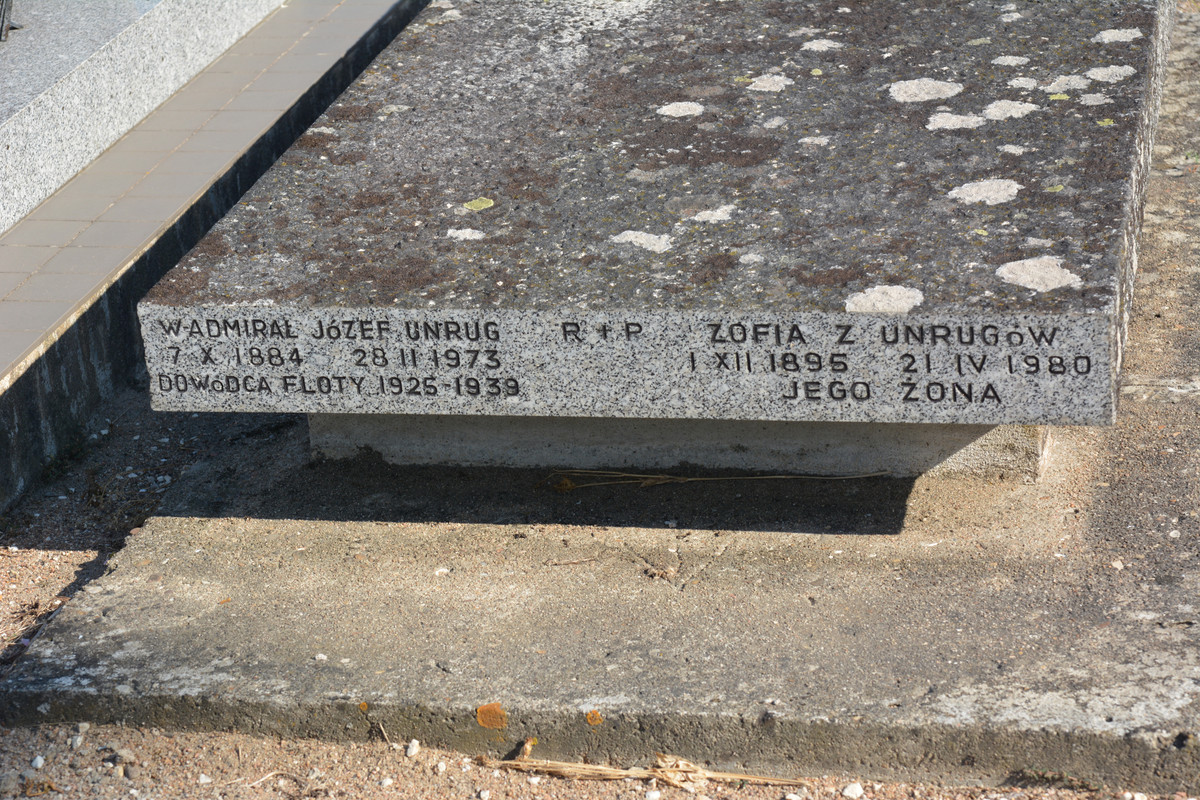 W-ADMIRAŁ JÓZEF UNRUG
7 X 1884 28 II 1973
DOWÓDCA FLOTY 1925-1939
R + P
ZOFIA Z UNRUGÓW
1 XII 1895 21 IV 1980
JEGO ŻONA